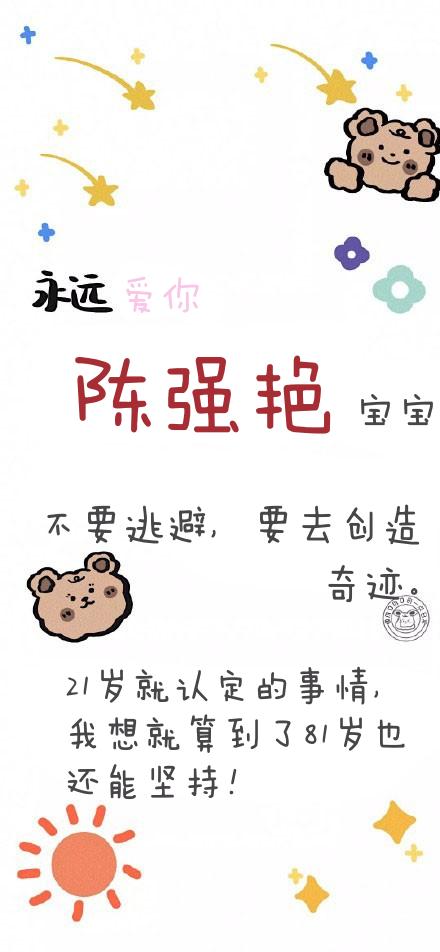 永远 爱你
陈强艳 宝宝
不要逃避, 要去创造
奇迹。
21岁就认定的事情,
我想就算到了81岁也
还能坚持!